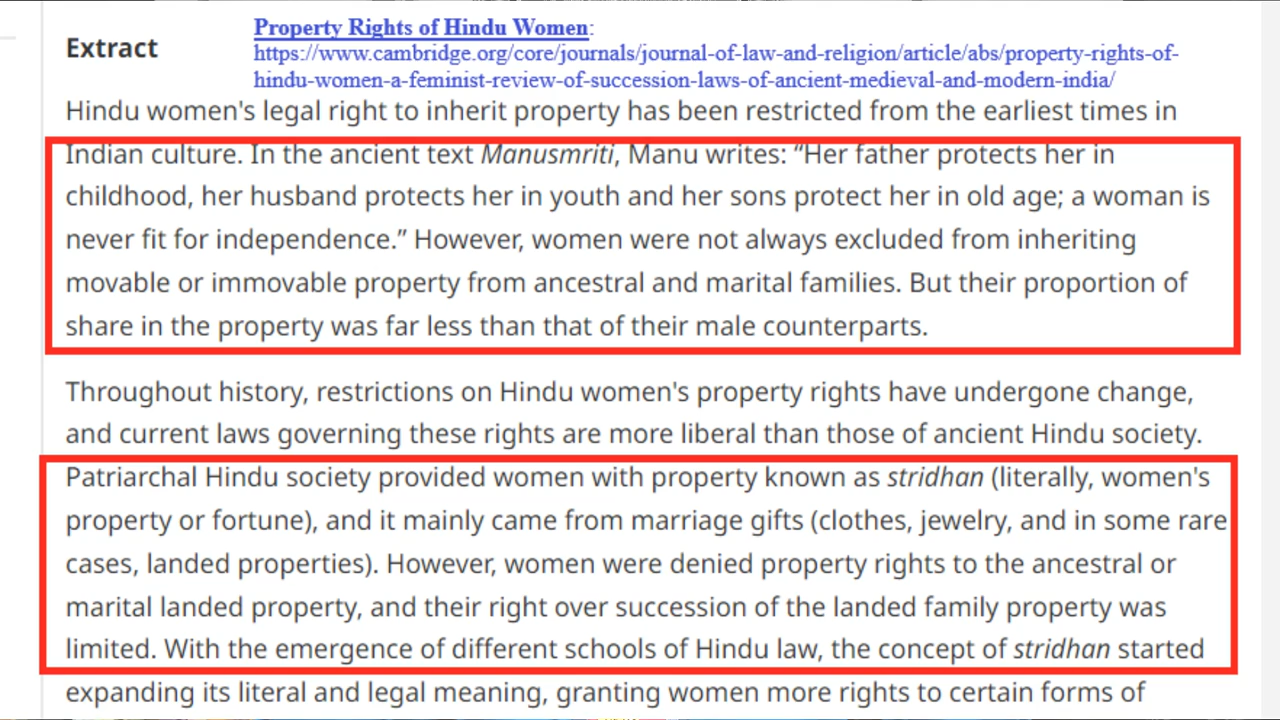 Property Rights of Hindu Women:
Extract
https://www.cambridge.org/core/journals/journal-of-law-and-religion/article/abs/property-rights-of-
hindu-women-a-feminist-review-of-succession-laws-of-ancient-medieval-and-modern-india/
Hindu women's legal right to inherit property has been restricted from the earliest times in
Indian culture. In the ancient text Manusmriti, Manu writes: “Her father protects her in
childhood, her husband protects her in youth and her sons protect her in old age; a woman is
never fit for independence.” However, women were not always excluded from inheriting
movable or immovable property from ancestral and marital families. But their proportion of
share in the property was far less than that of their male counterparts.
Throughout history, restrictions on Hindu women's property rights have undergone change,
and current laws governing these rights are more liberal than those of ancient Hindu society.
Patriarchal Hindu society provided women with property known as stridhan (literally, women's
property or fortune), and it mainly came from marriage gifts (clothes, jewelry, and in some rare
cases, landed properties). However, women were denied property rights to the ancestral or
marital landed property, and their right over succession of the landed family property was
limited. With the emergence of different schools of Hindu law, the concept of stridhan started
expanding its literal and legal meaning, granting women more rights to certain forms of